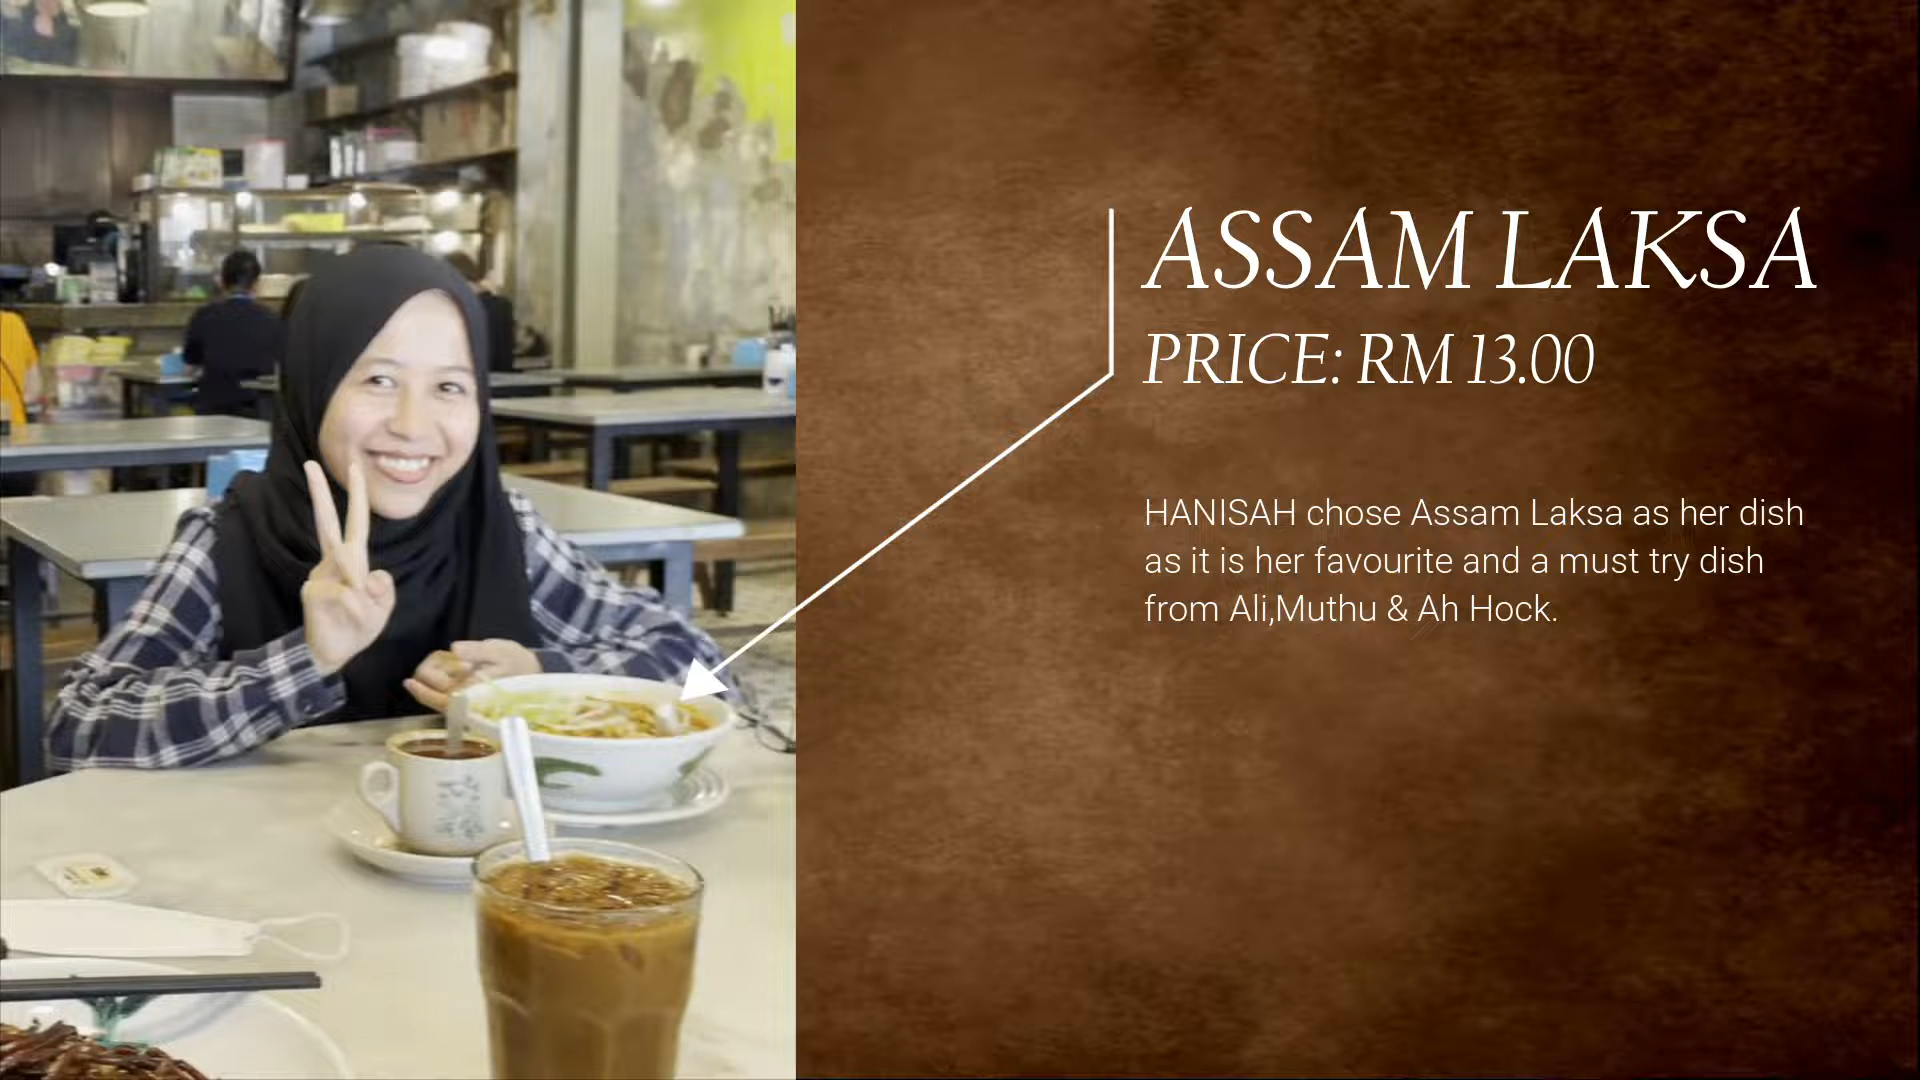 ASSAM LAKSA
PRICE: RM 13.00
HANISAH chose Assam Laksa as her dish
as it is her favourite and a must try dish
from Ali,Muthu & Ah Hock.